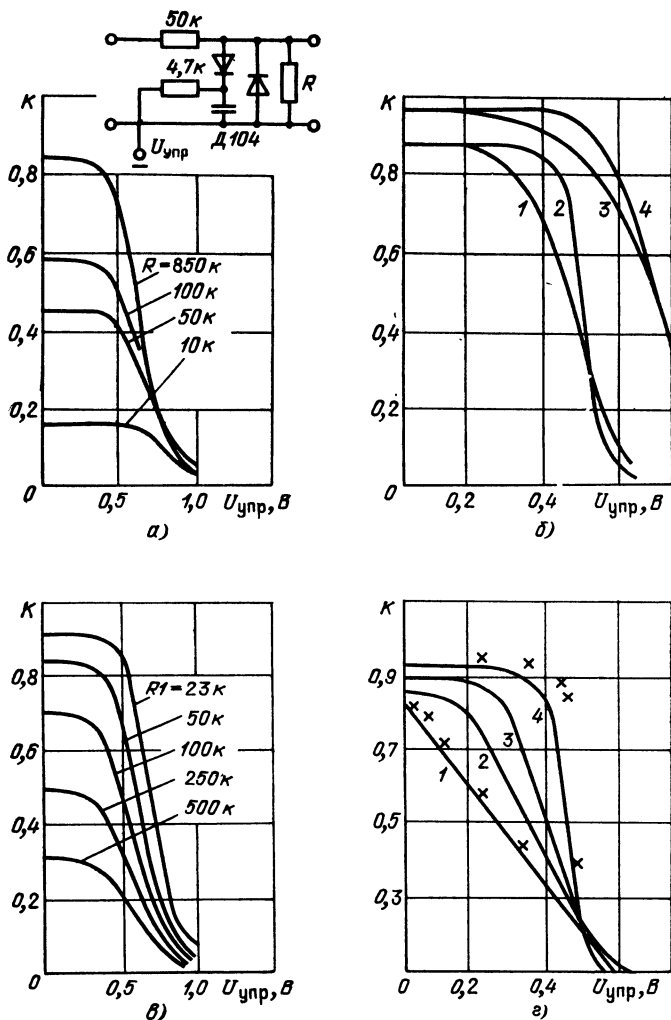 50к
4,7к
R
Д104
Uупр
К
0,8
0,6
0,4
0,2
0
R=850к
100к
50к
10к
0,5
1,0
Uупр, В
а)
К
0,8
0,6
0,4
0,2
0
1
2
3
4
0,2
0,4
Uупр, В
б)
К
0,8
0,6
0,4
0,2
0
R1=23к
50к
100к
250к
500к
0,5
1,0
Uупр, В
в)
К
0,9
0,7
0,5
0,3
0
1
2
3
4
0,2
0,4
Uупр, В
г)